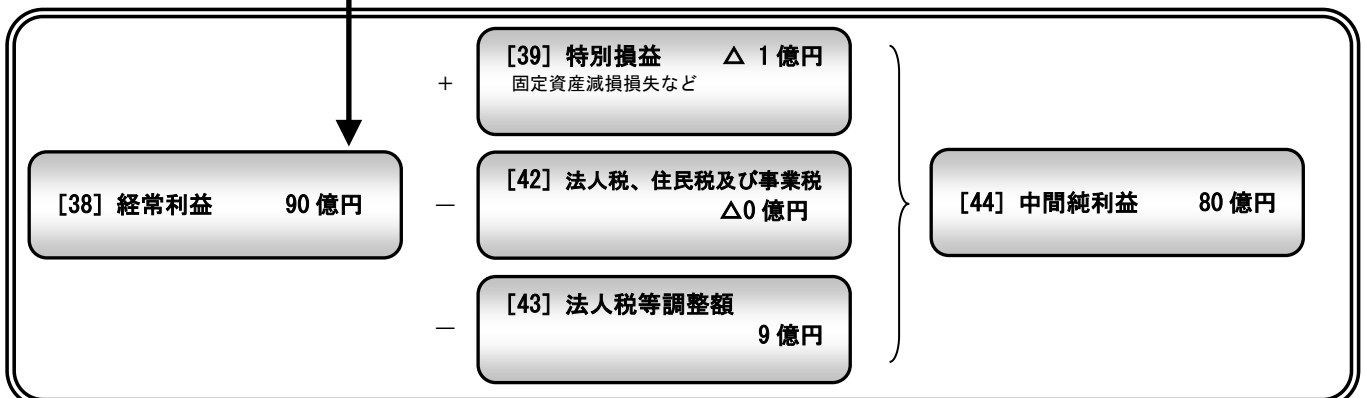 [39] 特別損益 △ 1 億円
固定資産減損損失など
＋
[38] 経常利益 90 億円
－
[42] 法人税、住民税及び事業税
△0 億円
[44] 中間純利益 80 億円
－
[43] 法人税等調整額
9 億円